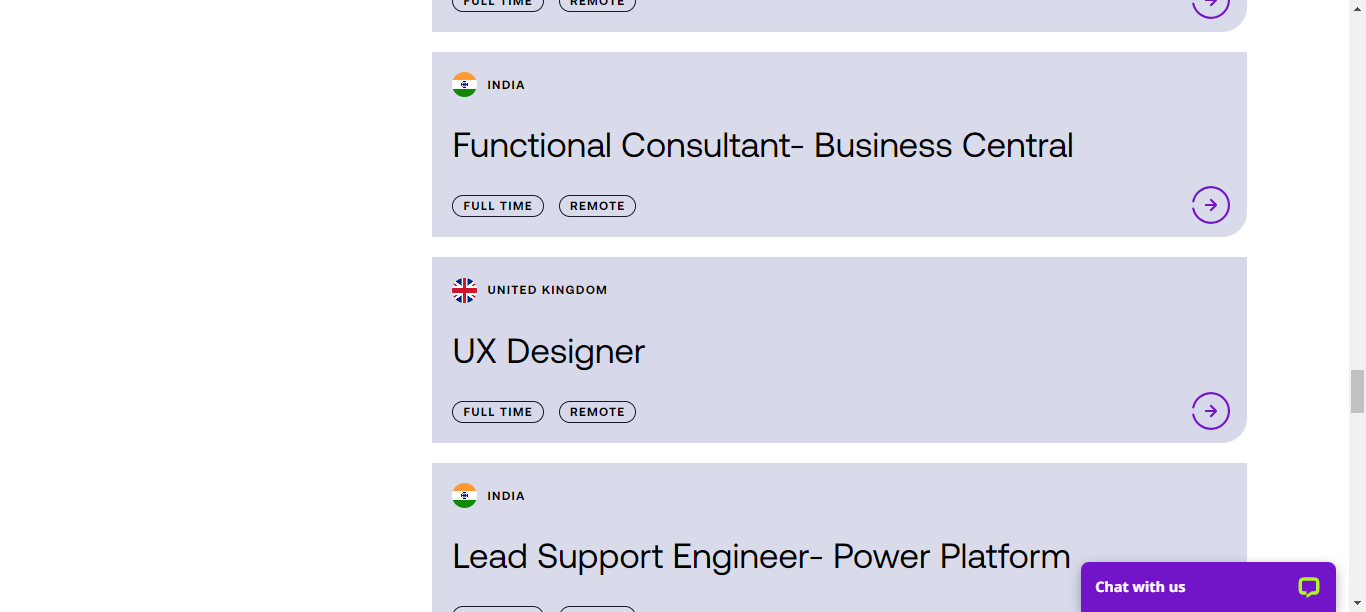 FULL TIME REMOTE
INDIA
Functional Consultant- Business Central
FULL TIME REMOTE
UNITED KINGDOM
UX Designer
FULL TIME REMOTE
INDIA
Lead Support Engineer- Power Platform
Chat with us